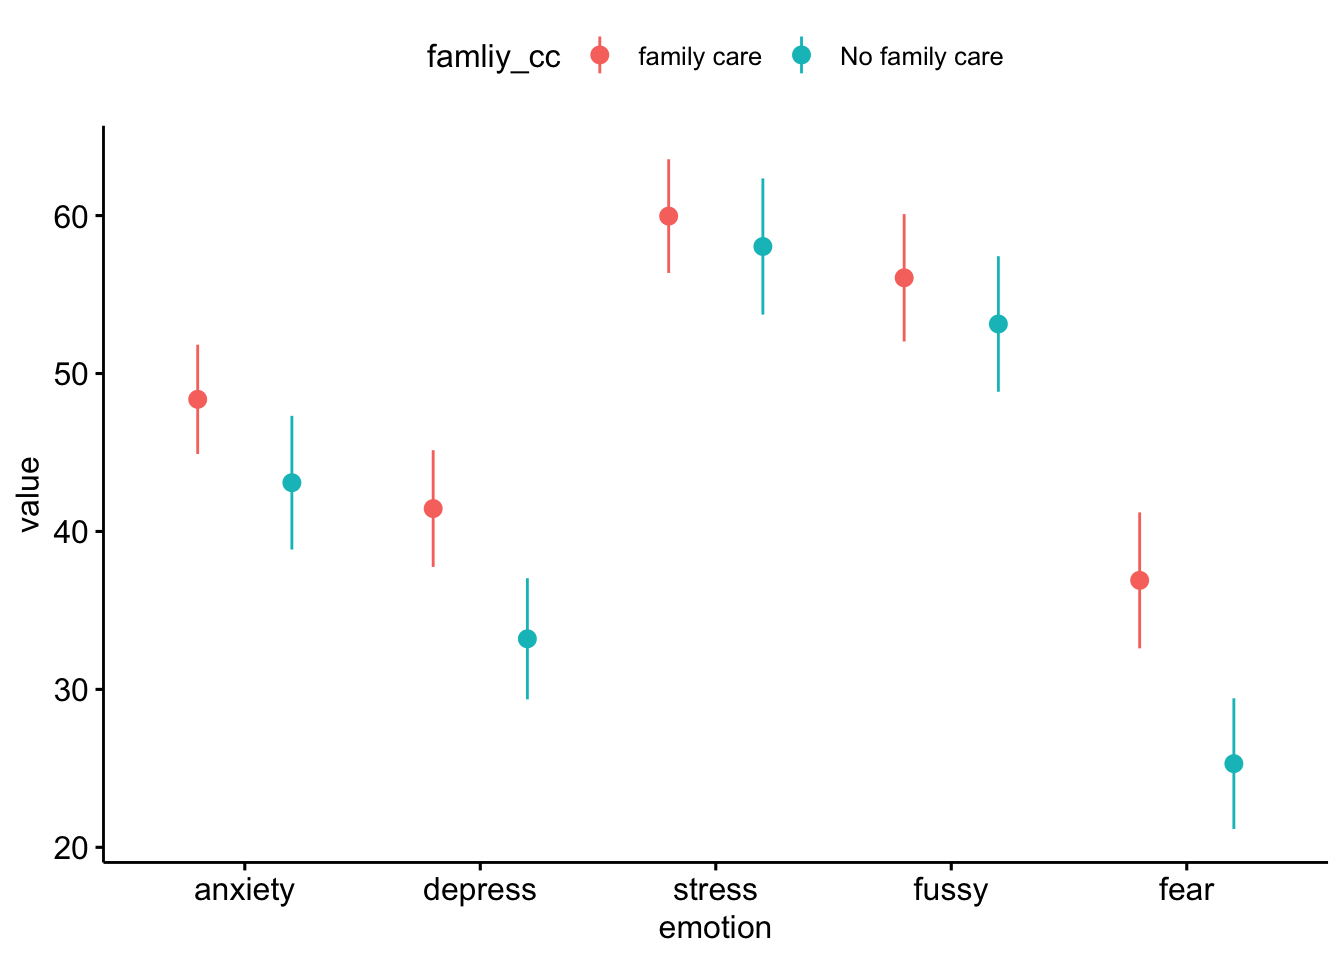 famliy_cc family care No family care
60
50
40
30
20
value
anxiety depress stress fussy fear
emotion